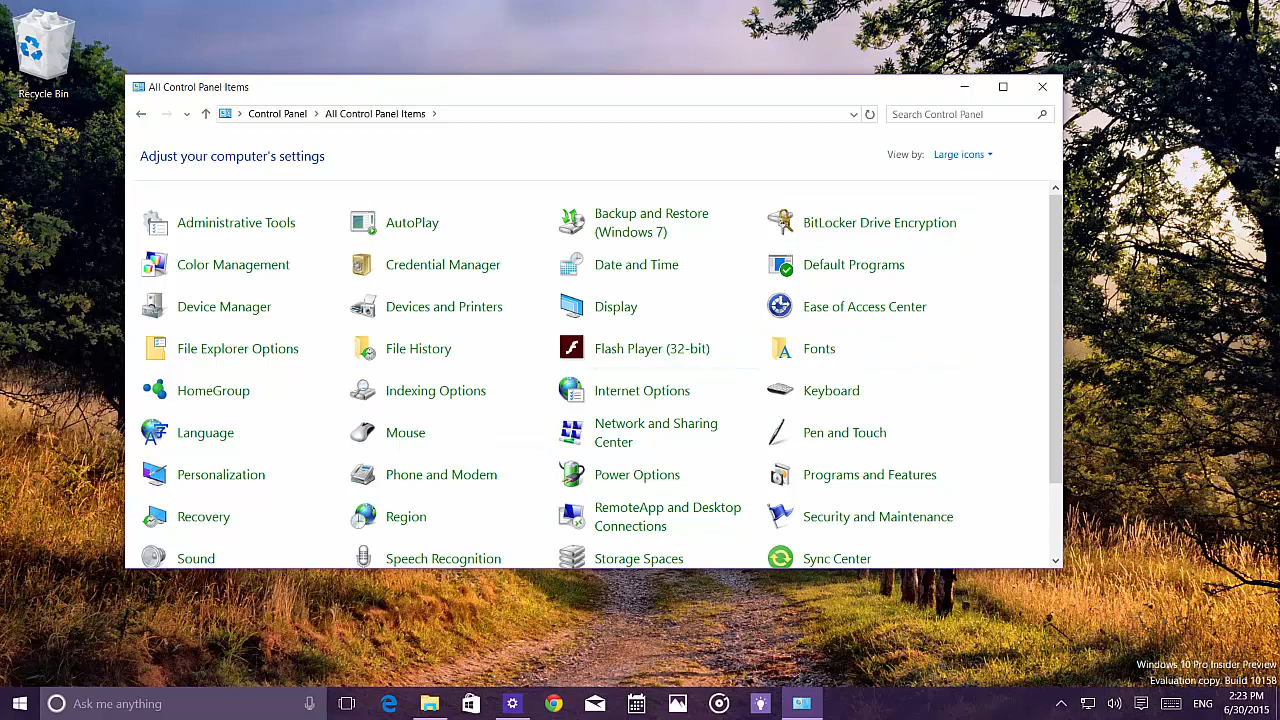 Recycle Bin
All Control Panel Items
Control Panel
All Control Panel Items
Search Control Panel
Adjust your computer's settings
View by:
Large icons
Administrative Tools
AutoPlay
Backup and Restore
(Windows 7)
BitLocker Drive Encryption
Color Management
Credential Manager
Date and Time
Default Programs
Device Manager
Devices and Printers
Display
Ease of Access Center
File Explorer Options
File History
Flash Player (32-bit)
Fonts
HomeGroup
Indexing Options
Internet Options
Keyboard
Language
Mouse
Network and Sharing
Center
Pen and Touch
Personalization
Phone and Modem
Power Options
Programs and Features
Recovery
Region
RemoteApp and Desktop
Connections
Security and Maintenance
Sound
Speech Recognition
Storage Spaces
Sync Center
Windows 10 Pro Insider Preview
Evaluation copy. Build 10158
Ask me anything
ENG
2:23 PM
6/30/2015